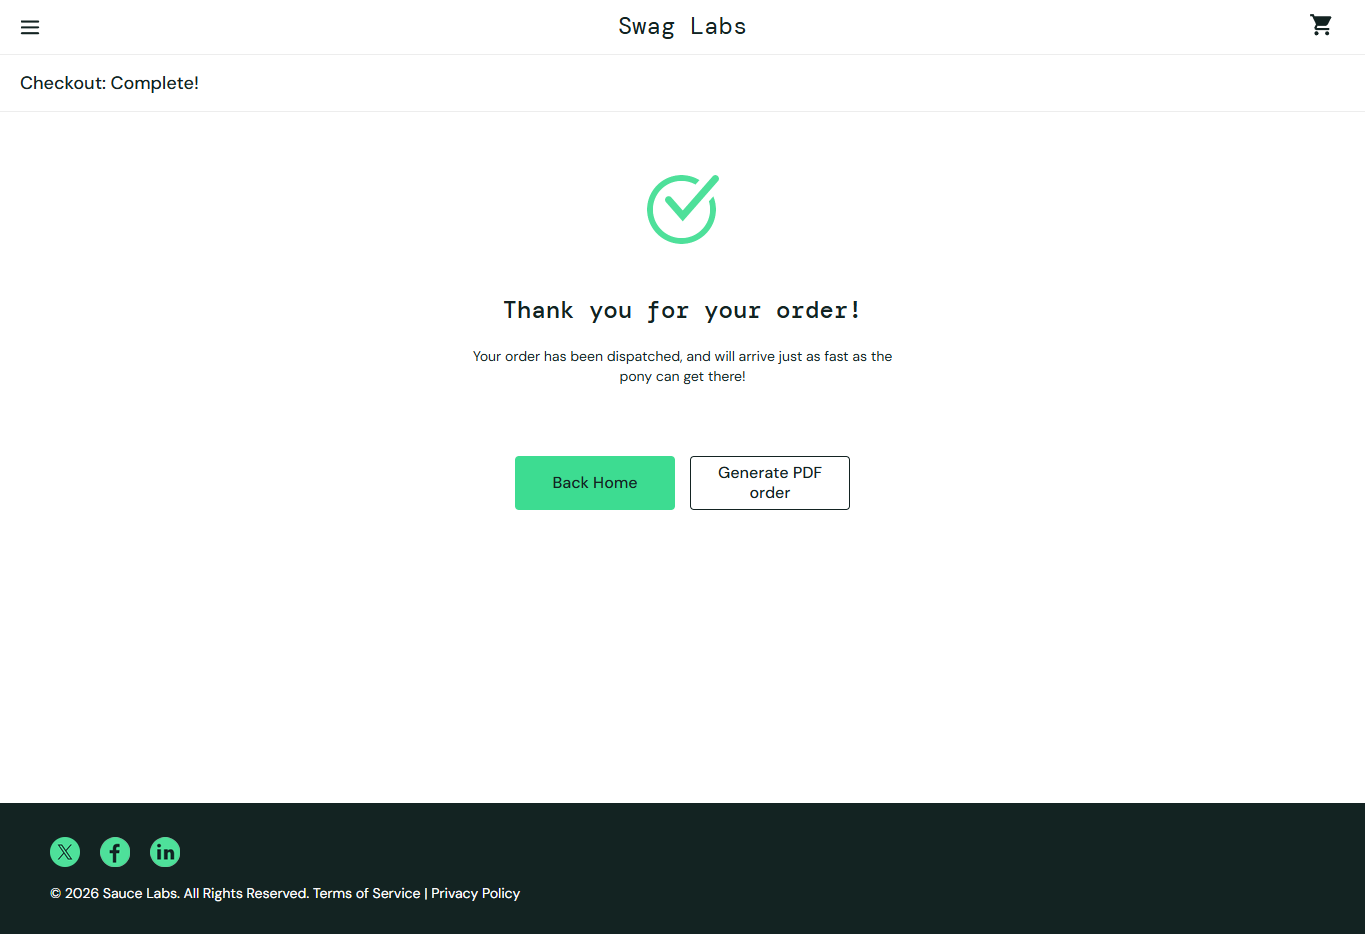 Swag Labs
Checkout: Complete!
Thank you for your order!
Your order has been dispatched, and will arrive just as fast as the
pony can get there!
Back Home
Generate PDF
order
© 2026 Sauce Labs. All Rights Reserved. Terms of Service | Privacy Policy